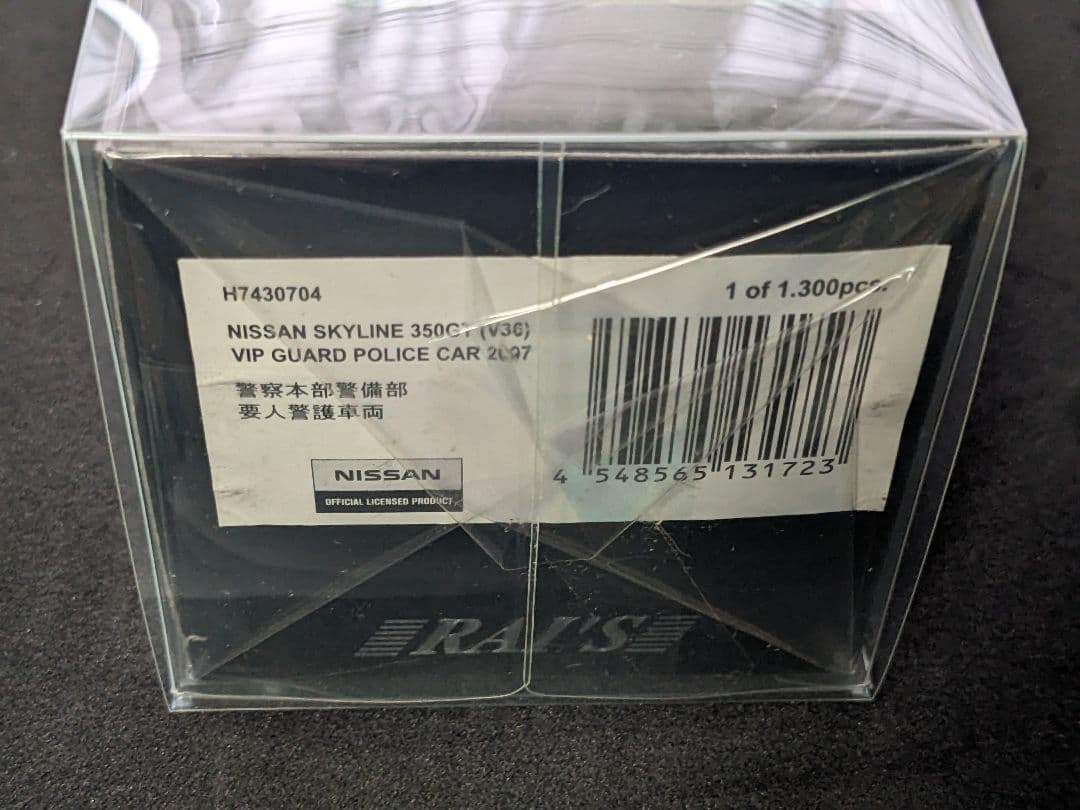 H7430704
1 of 1.300pcs.
NISSAN SKYLINE 350GT (V36)
VIP GUARD POLICE CAR 2007
警察本部警備部
要人警護車両
NISSAN
OFFICIAL LICENSED PRODUCT
4 548565 131723
RAI'S